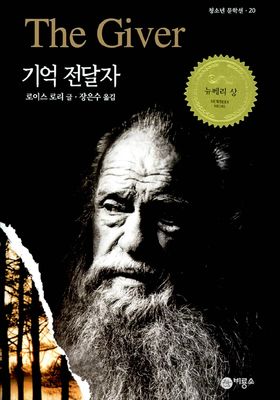 청소년 문학선·20
The Giver
기억 전달자
로이스 로리 글·장은수 옮김
뉴베리 상
NEWBERY
MEDAL
비룡소